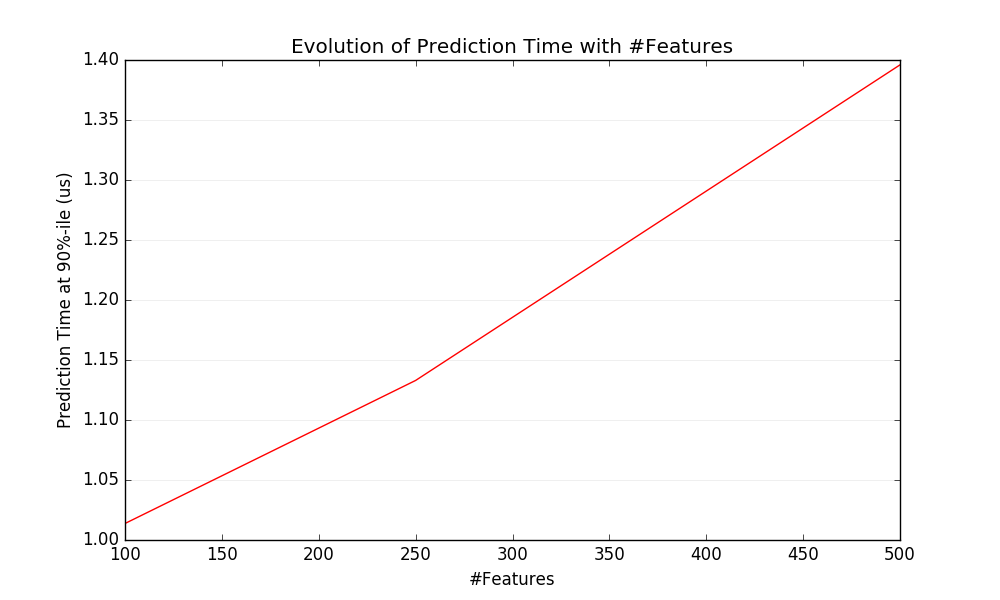 Evolution of Prediction Time with #Features
1.40
1.35
1.30
1.25
1.20
1.15
1.10
1.05
1.00
Prediction Time at 90%-ile (us)
100 150 200 250 300 350 400 450 500
#Features